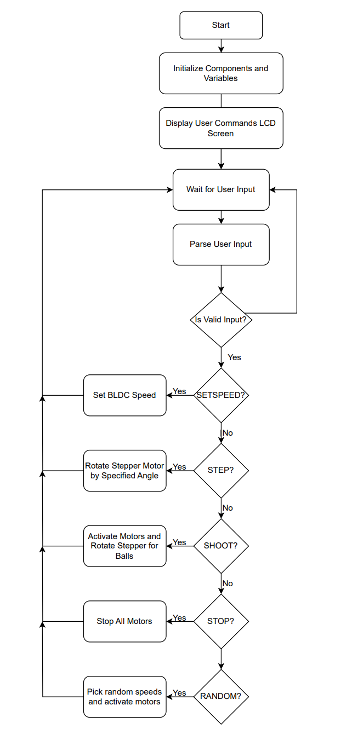 Start
Initialize Components and
Variables
Display User Commands LCD
Screen
Wait for User Input
Parse User Input
Is Valid Input?
Yes
Set BLDC Speed
Yes
SETSPEED?
No
Rotate Stepper Motor
by Specified Angle
Yes
STEP?
No
Activate Motors and
Rotate Stepper for
Balls
Yes
SHOOT?
No
Stop All Motors
Yes
STOP?
Pick random speeds
and activate motors
Yes
RANDOM?